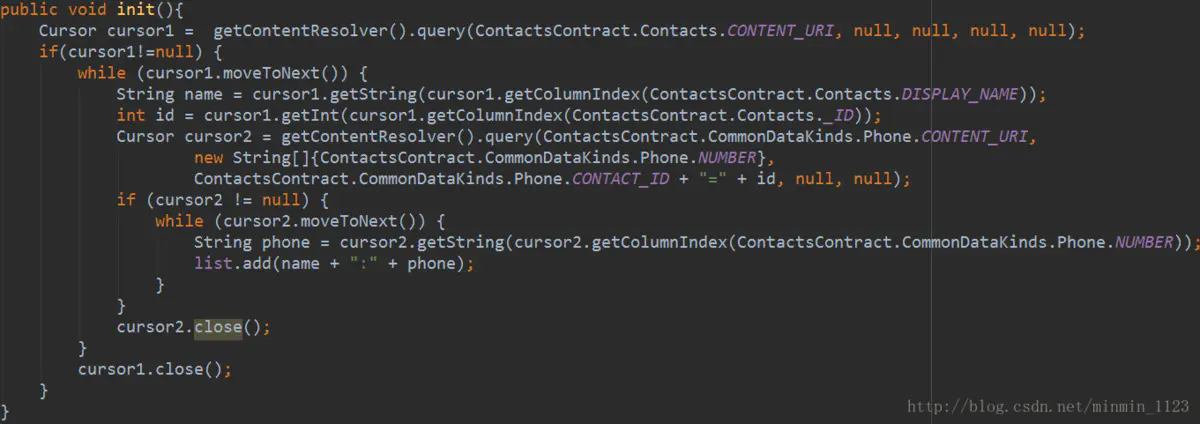 public void init(){
    Cursor cursor1 =  getContentResolver().query(ContactsContract.Contacts.CONTENT_URI, null, null, null, null);
    if(cursor1!=null) {
        while (cursor1.moveToNext()) {
            String name = cursor1.getString(cursor1.getColumnIndex(ContactsContract.Contacts.DISPLAY_NAME));
            int id = cursor1.getInt(cursor1.getColumnIndex(ContactsContract.Contacts._ID));
            Cursor cursor2 = getContentResolver().query(ContactsContract.CommonDataKinds.Phone.CONTENT_URI,
                    new String[]{ContactsContract.CommonDataKinds.Phone.NUMBER},
                    ContactsContract.CommonDataKinds.Phone.CONTACT_ID + "=" + id, null, null);
            if (cursor2 != null) {
                while (cursor2.moveToNext()) {
                    String phone = cursor2.getString(cursor2.getColumnIndex(ContactsContract.CommonDataKinds.Phone.NUMBER));
                    list.add(name + ":" + phone);
                }
            }
            cursor2.close();
        }
        cursor1.close();
    }
}
http://blog.csdn.net/minmin_1123